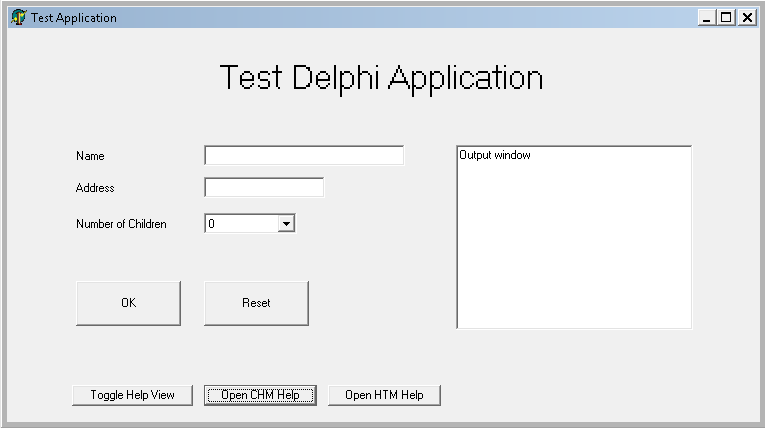 Test Application
Test Delphi Application
Name
Output window
Address
Number of Children
0
OK
Reset
Toggle Help View
Open CHM Help
Open HTM Help